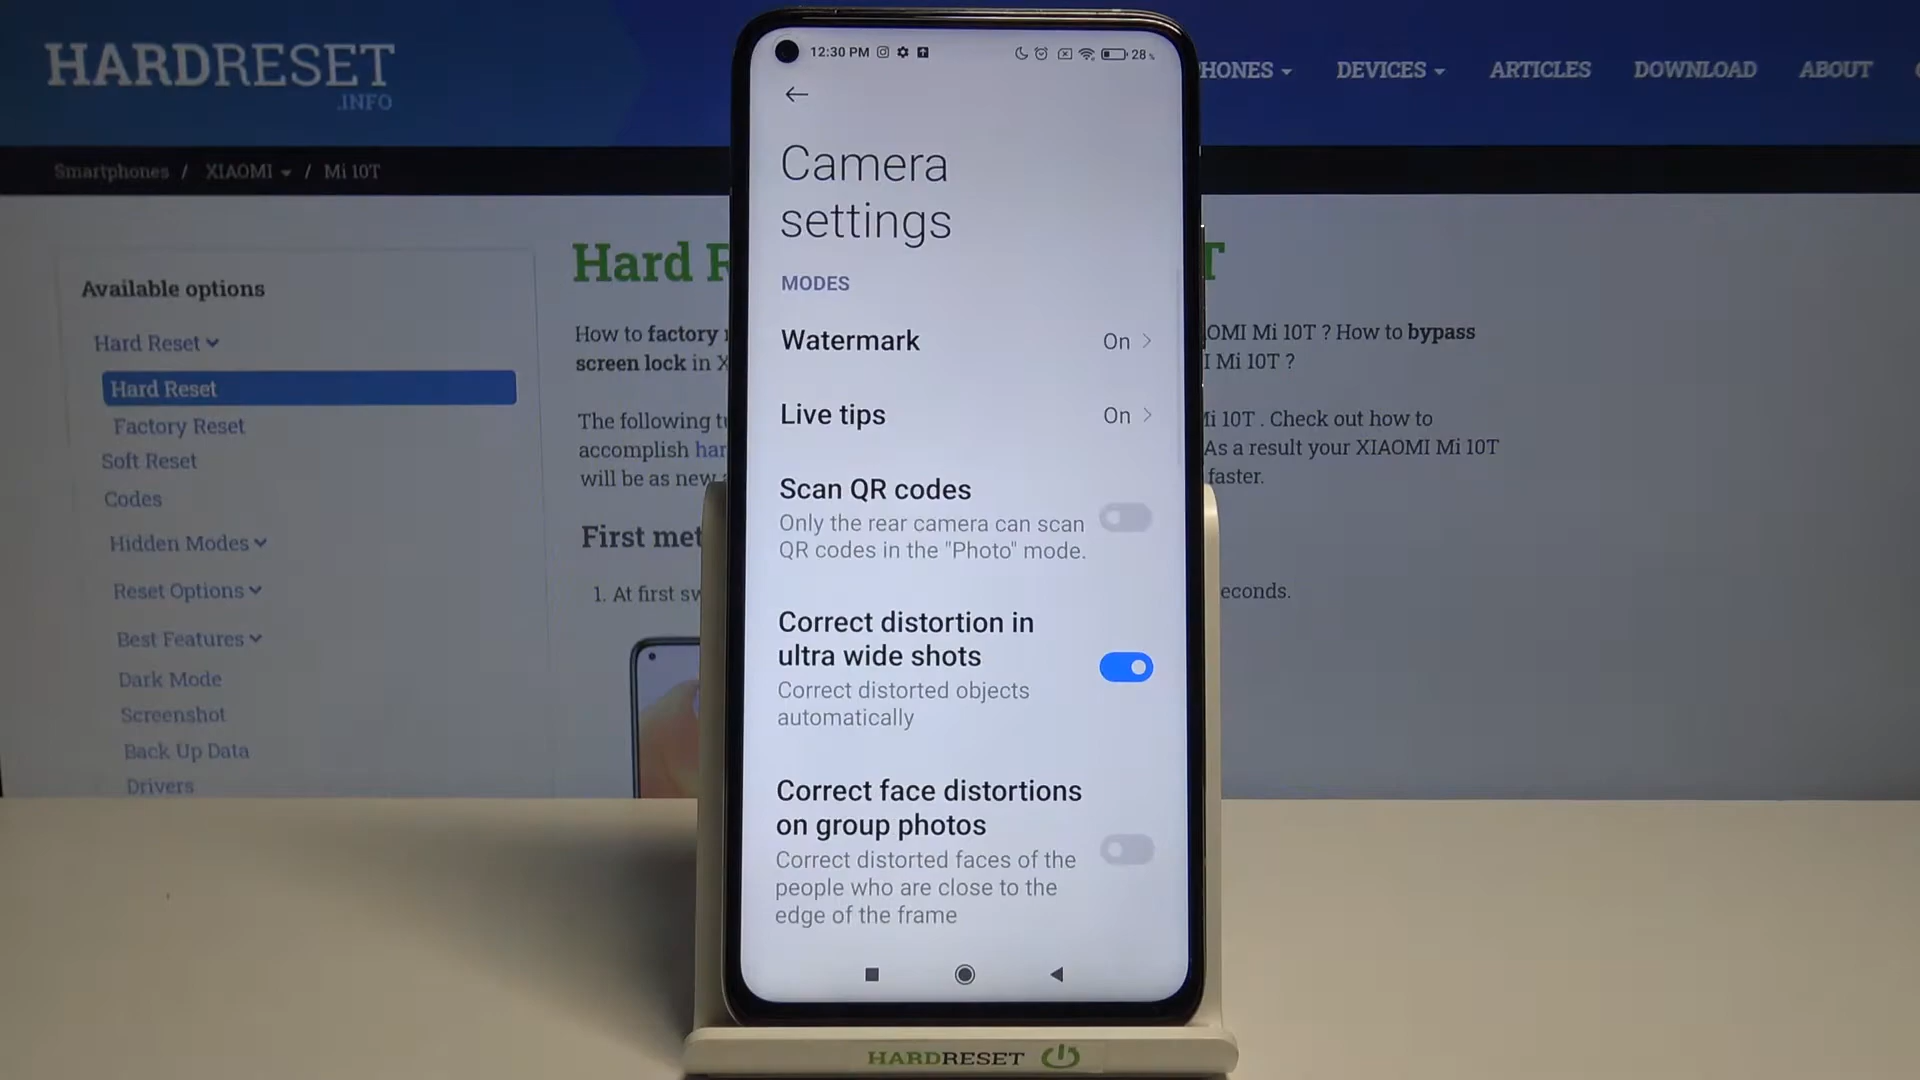 HARDRESET
.INFO
PHONES
DEVICES
ARTICLES
DOWNLOAD
ABOUT
Smartphones / XIAOMI / Mi 10T
Available options
Hard Reset
Hard Reset
Factory Reset
Soft Reset
Codes
Hidden Modes
Reset Options
Best Features
Dark Mode
Screenshot
Back Up Data
Drivers
Hard
T
How to factory
OMI Mi 10T ? How to bypass
screen lock in
Mi 10T ?
The following
10T . Check out how to
accomplish
As a result your XIAOMI Mi 10T
will be as new
faster.
First
1. At first
12:30 PM
28%
Camera
settings
MODES
Watermark On
Live tips On
Scan QR codes
Only the rear camera can scan
QR codes in the "Photo" mode.
Correct distortion in
ultra wide shots
Correct distorted objects
automatically
Correct face distortions
on group photos
Correct distorted faces of the
people who are close to the
edge of the frame
HARDRESET